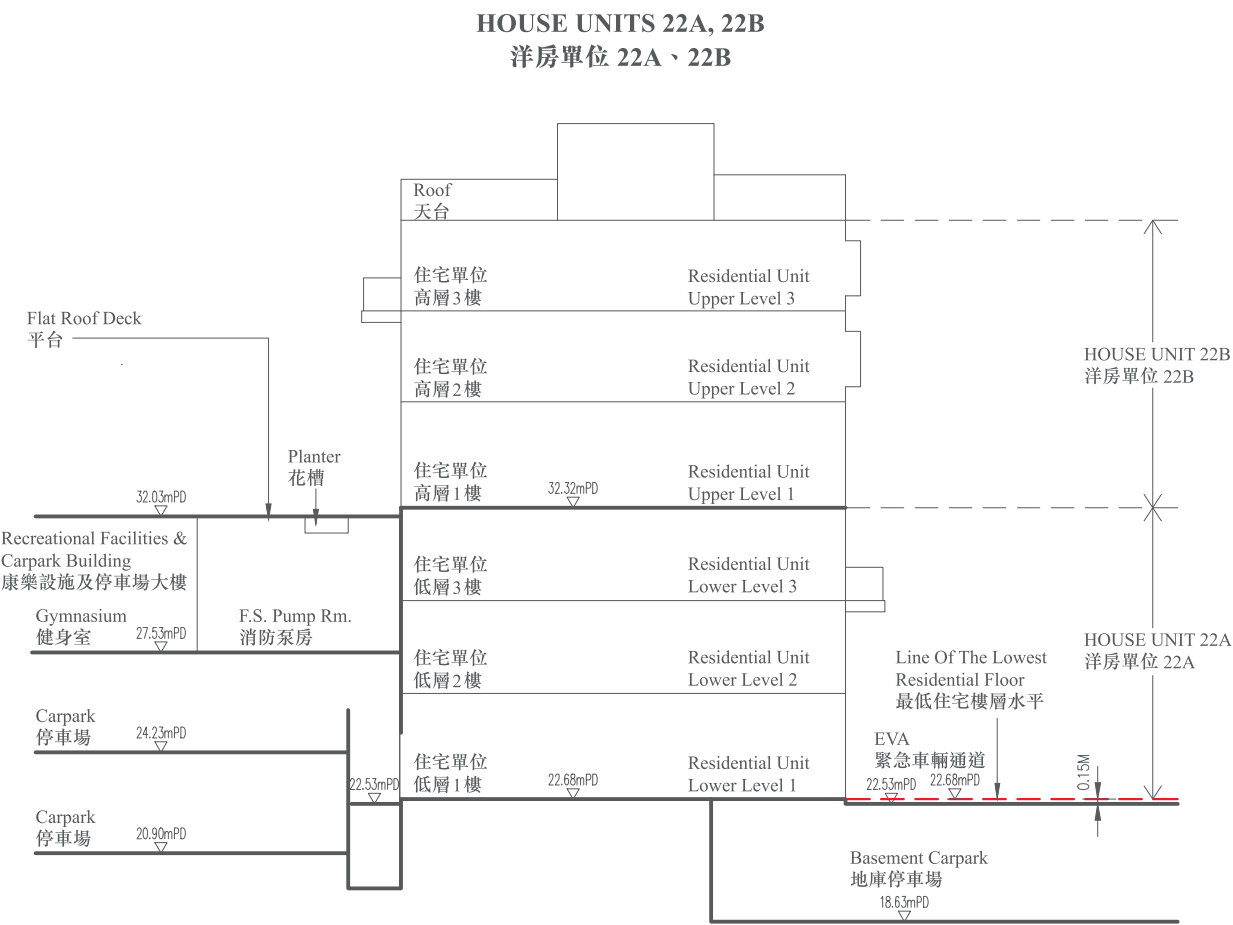 HOUSE UNITS 22A, 22B
洋房單位 22A、22B
Roof
天台
住宅單位
高層3樓
Residential Unit
Upper Level 3
Flat Roof Deck
平台
住宅單位
高層2樓
Residential Unit
Upper Level 2
HOUSE UNIT 22B
洋房單位 22B
Planter
花槽
住宅單位
高層1樓
32.32mPD
Residential Unit
Upper Level 1
32.03mPD
Recreational Facilities &
Carpark Building
康樂設施及停車場大樓
住宅單位
低層3樓
Residential Unit
Lower Level 3
Gymnasium
健身室
27.53mPD
F.S. Pump Rm.
消防泵房
住宅單位
低層2樓
Residential Unit
Lower Level 2
Line Of The Lowest
Residential Floor
最低住宅樓層水平
HOUSE UNIT 22A
洋房單位 22A
Carpark
停車場
24.23mPD
22.53mPD
住宅單位
低層1樓
22.68mPD
Residential Unit
Lower Level 1
EVA
緊急車輛通道
22.53mPD
22.68mPD
0.15M
Carpark
停車場
20.90mPD
Basement Carpark
地庫停車場
18.63mPD